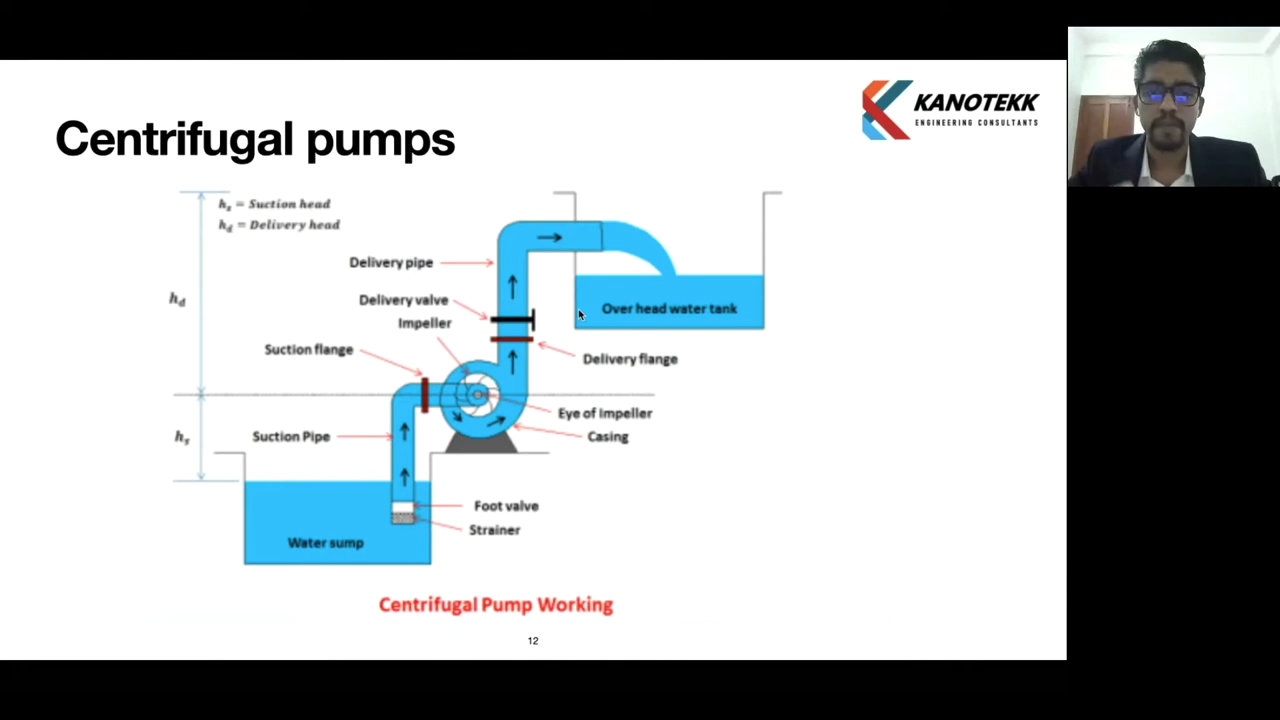 KANOTEKK
ENGINEERING CONSULTANTS
Centrifugal pumps
hs = Suction head
hd = Delivery head
Delivery pipe
hd
Delivery valve
Over head water tank
Impeller
Suction flange
Delivery flange
Eye of Impeller
hs
Suction Pipe
Casing
Foot valve
Strainer
Water sump
Centrifugal Pump Working
12